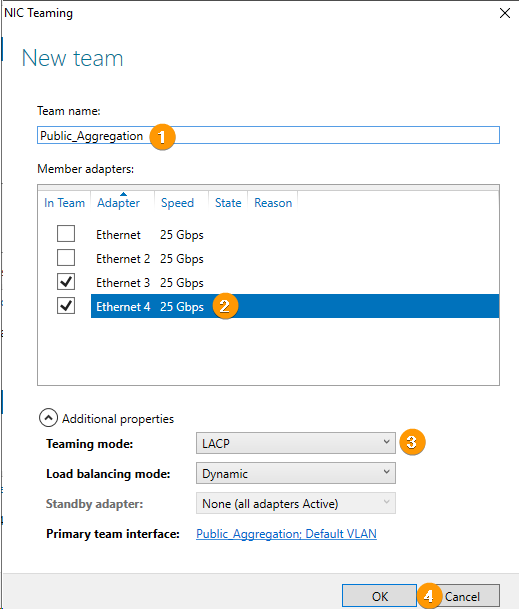 NIC Teaming
New team
Team name:
Public_Aggregation 1
Member adapters:
In Team Adapter Speed State Reason
Ethernet 25 Gbps
Ethernet 2 25 Gbps
Ethernet 3 25 Gbps
Ethernet 4 25 Gbps 2
Additional properties
Teaming mode: LACP 3
Load balancing mode: Dynamic
Standby adapter: None (all adapters Active)
Primary team interface: Public_Aggregation; Default VLAN
OK 4 Cancel